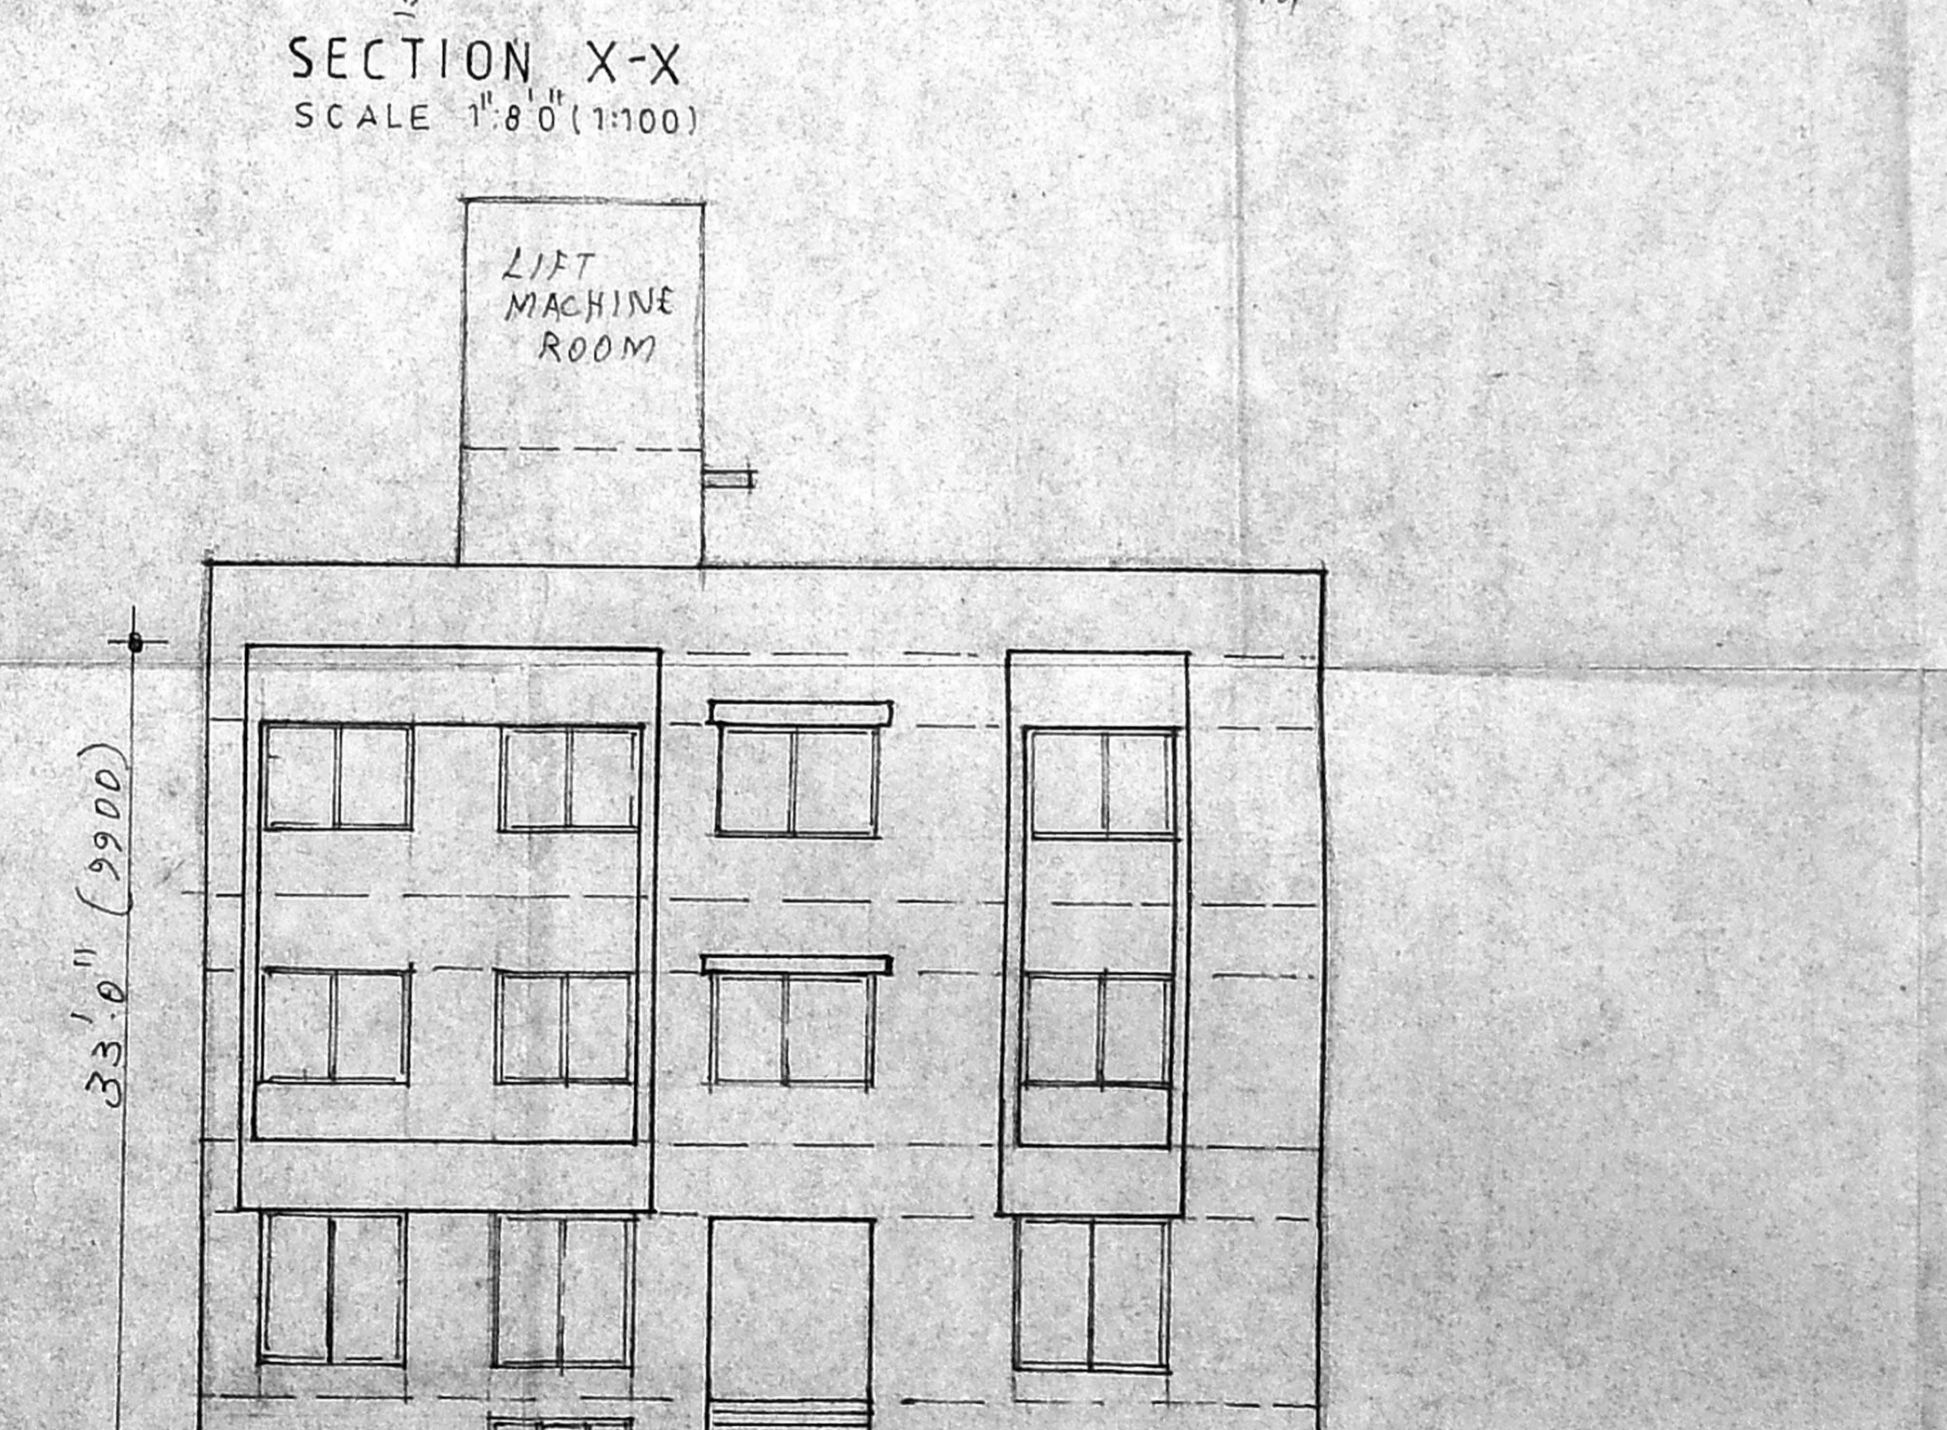 SECTION X-X
SCALE 1":8'0" (1:100)
LIFT
MACHINE
ROOM
33'.0" (9900)